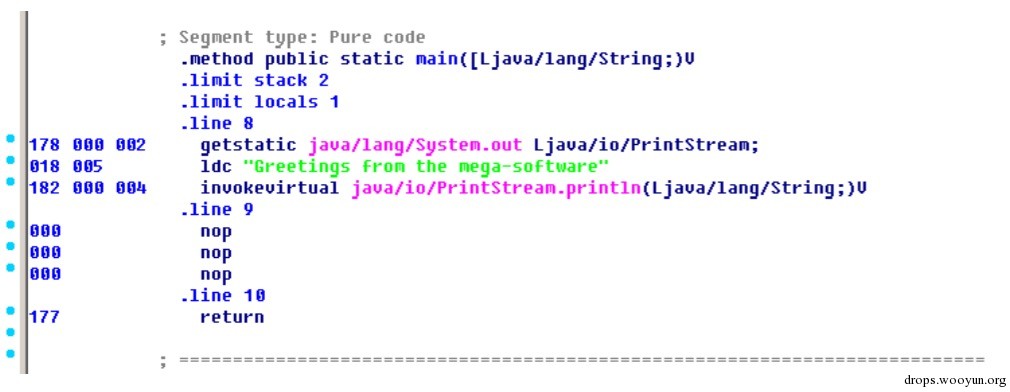 ; Segment type: Pure code
.method public static main([Ljava/lang/String;)V
.limit stack 2
.limit locals 1
.line 8
178 000 002 getstatic java/lang/System.out Ljava/io/PrintStream;
018 005 ldc "Greetings from the mega-software"
182 000 004 invokevirtual java/io/PrintStream.println(Ljava/lang/String;)V
.line 9
000 nop
000 nop
000 nop
.line 10
177 return
; ===========================================================================
drops.wooyun.org